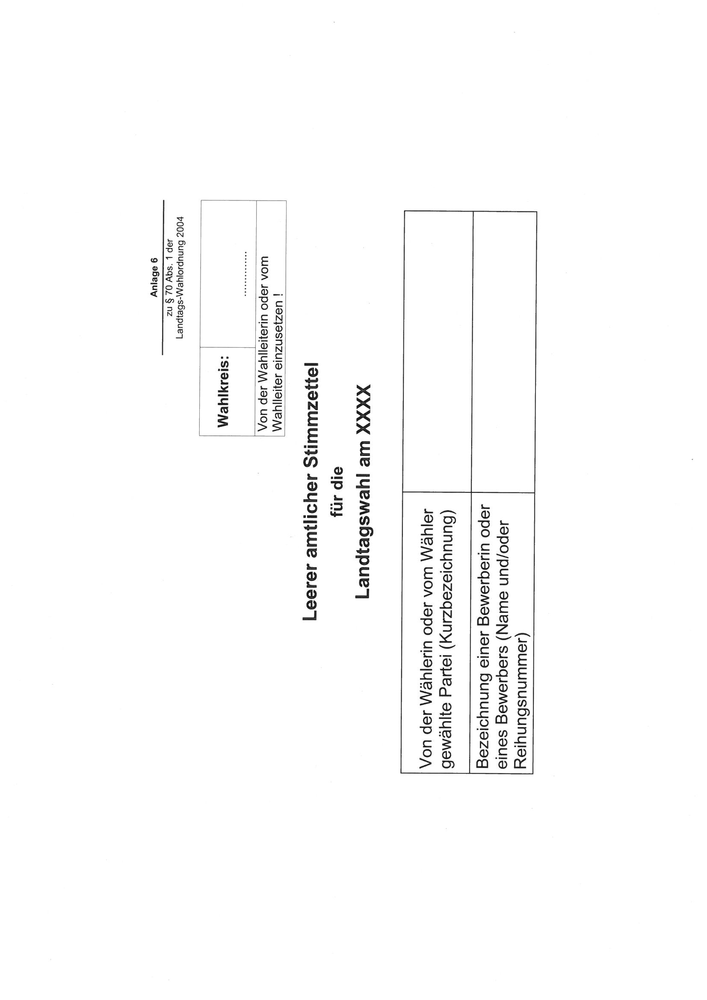 Anlage 6
zu § 70 Abs. 1 der
Landtags-Wahlordnung 2004
Wahlkreis:
............
Von der Wahlleiterin oder vom
Wahlleiter einzusetzen !
Leerer amtlicher Stimmzettel
für die
Landtagswahl am XXXX
Von der Wählerin oder vom Wähler
gewählte Partei (Kurzbezeichnung)
Bezeichnung einer Bewerberin oder
eines Bewerbers (Name und/oder
Reihungsnummer)